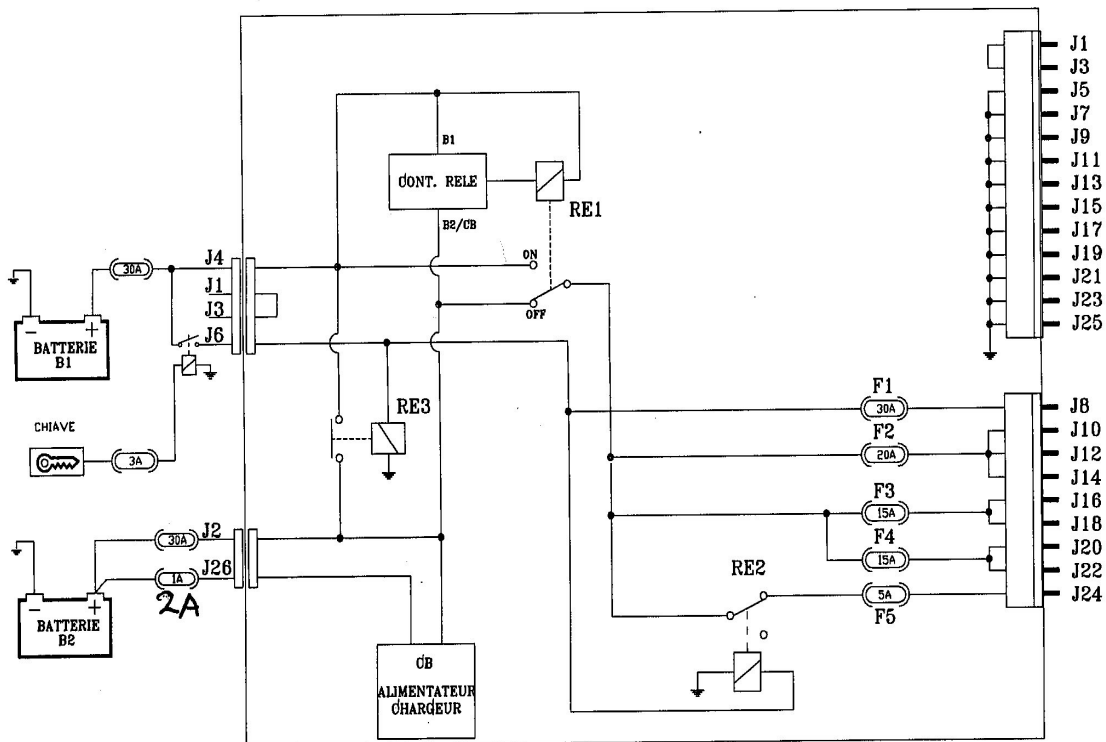 J1
J3
J5
J7
J9
J11
J13
J15
J17
J19
J21
J23
J25
B1
CONT. RELE
RE1
B2/CB
ON
OFF
30A
J4
J1
J3
J6
BATTERIE
B1
CHIAVE
3A
RE3
30A
J2
1A
J26
2A
BATTERIE
B2
CB
ALIMENTATEUR
CHARGEUR
RE2
F1
30A
F2
20A
F3
15A
F4
15A
5A
F5
J8
J10
J12
J14
J16
J18
J20
J22
J24